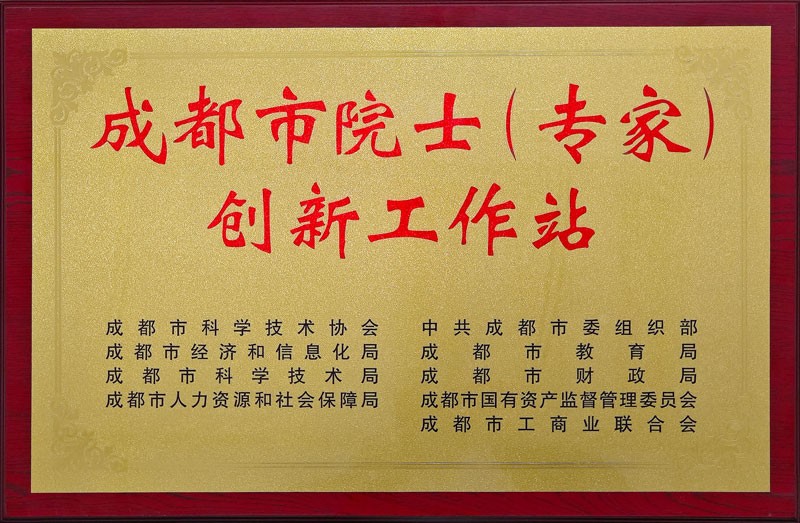 成都市院士（专家）
创新工作站
成都市科学技术协会
成都市经济和信息化局
成都市科学技术局
成都市人力资源和社会保障局
中共成都市委组织部
成都市教育局
成都市财政局
成都市国有资产监督管理委员会
成都市工商业联合会